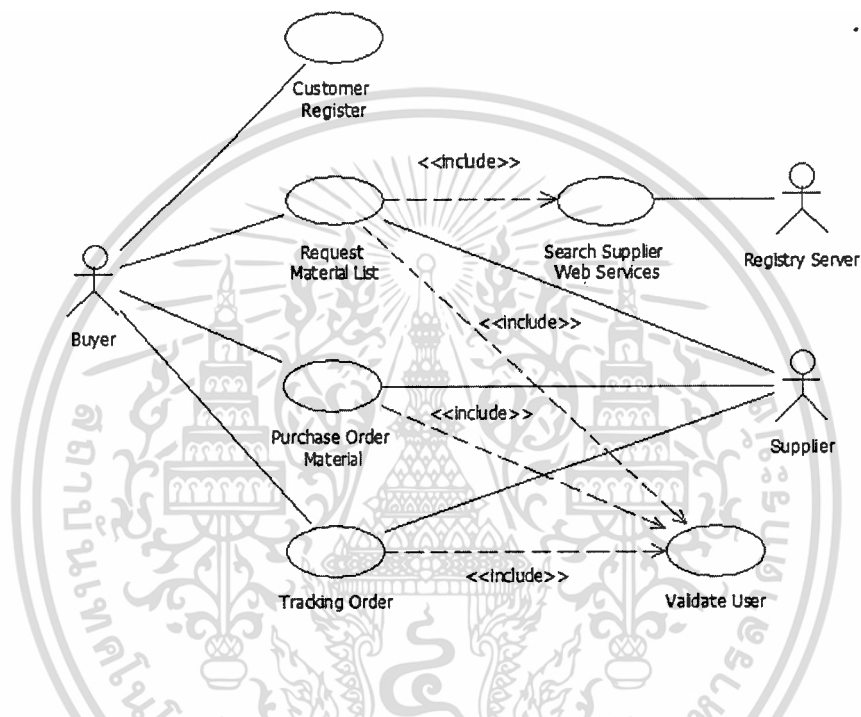 Customer
Register
<<include>>
Request
Material List
Search Supplier
Web Services
Registry Server
<<include>>
Buyer
<<include>>
Purchase Order
Material
Supplier
<<include>>
Tracking Order
Validate User